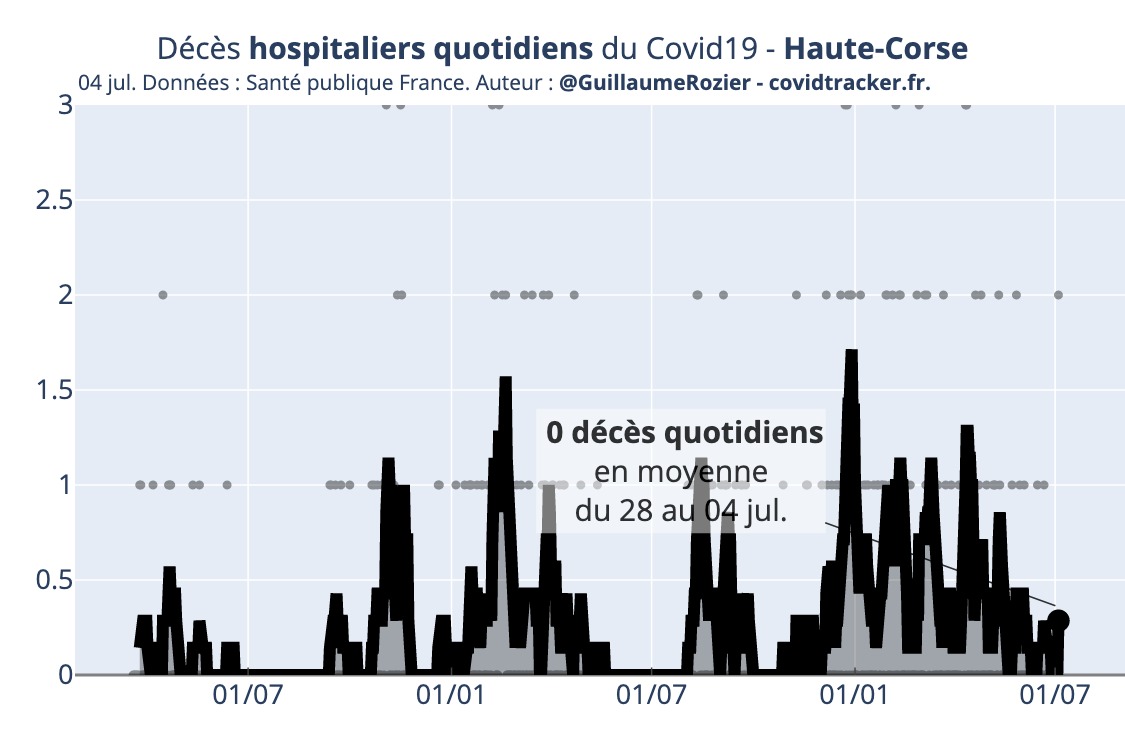 Décès hospitaliers quotidiens du Covid19 - Haute-Corse
04 jul. Données : Santé publique France. Auteur : @GuillaumeRozier - covidtracker.fr.
3
2.5
2
1.5
1
0.5
0
0 décès quotidiens
en moyenne
du 28 au 04 jul.
01/07 01/01 01/07 01/01 01/07